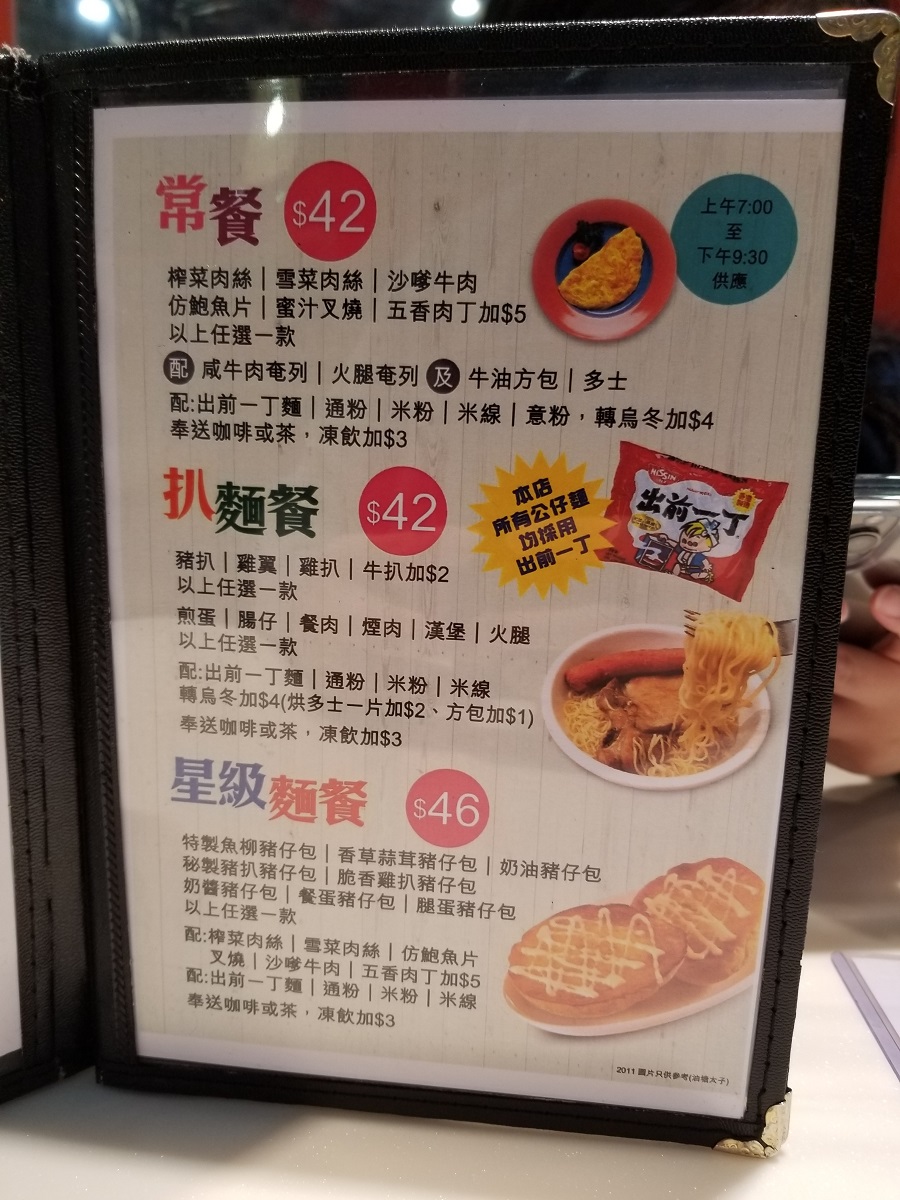 常餐 $42
上午7:00
至
下午9:30
供應
榨菜肉絲｜雪菜肉絲｜沙嗲牛肉
仿鮑魚片｜蜜汁叉燒｜五香肉丁加$5
以上任選一款
配 咸牛肉奄列｜火腿奄列 及 牛油方包｜多士
配:出前一丁麵｜通粉｜米粉｜米線｜意粉，轉烏冬加$4
奉送咖啡或茶，凍飲加$3
扒麵餐 $42
本店
所有公仔麵
均採用
出前一丁
NISSIN
出前一丁
豬扒｜雞翼｜雞扒｜牛扒加$2
以上任選一款
煎蛋｜腸仔｜餐肉｜煙肉｜漢堡｜火腿
以上任選一款
配:出前一丁麵｜通粉｜米粉｜米線
轉烏冬加$4(烘多士一片加$2、方包加$1)
奉送咖啡或茶，凍飲加$3
星級麵餐 $46
特製魚柳豬仔包｜香草蒜茸豬仔包｜奶油豬仔包
秘製豬扒豬仔包｜脆香雞扒豬仔包
奶醬豬仔包｜餐蛋豬仔包｜腿蛋豬仔包
以上任選一款
配:榨菜肉絲｜雪菜肉絲｜仿鮑魚片
叉燒｜沙嗲牛肉｜五香肉丁加$5
配:出前一丁麵｜通粉｜米粉｜米線
奉送咖啡或茶，凍飲加$3
2011 圖片只供參考(油塘太子)